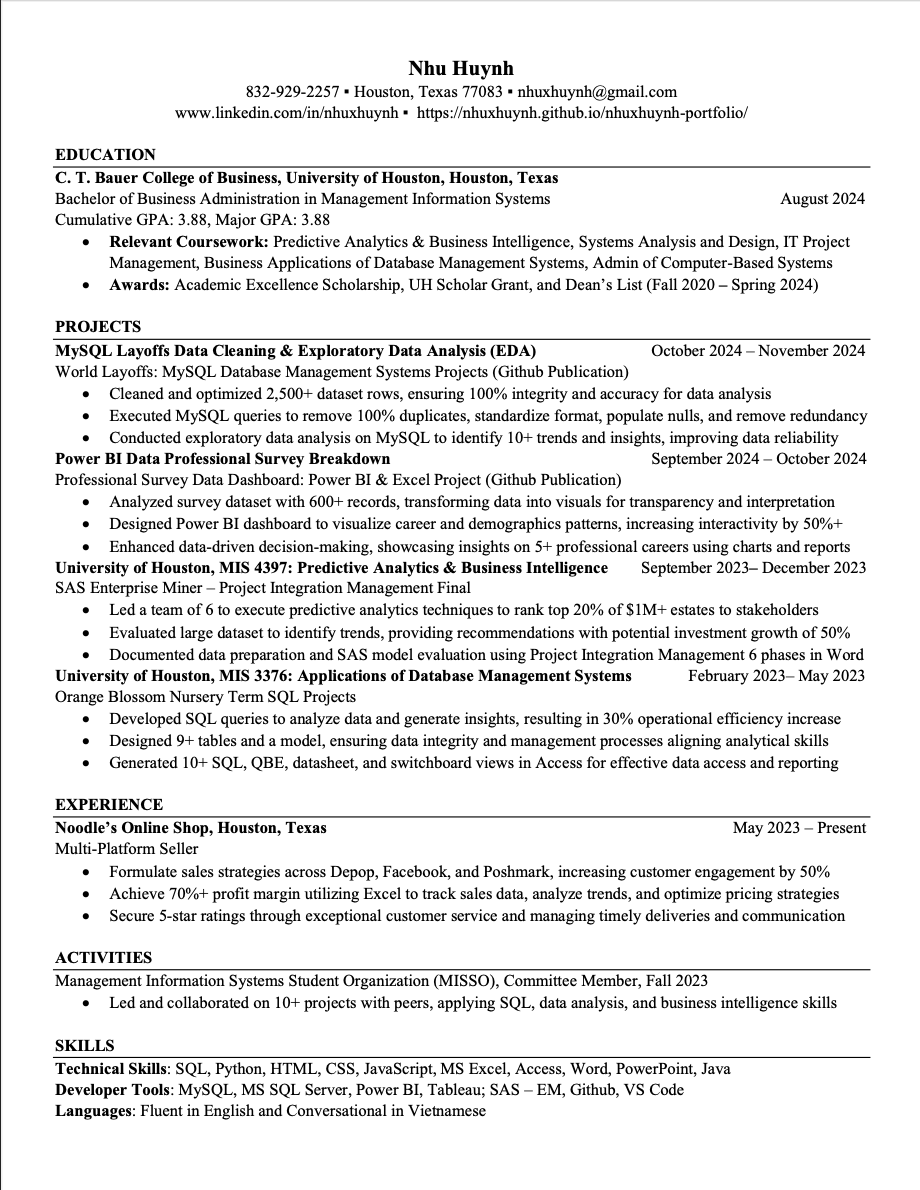 Nhu Huynh
832-929-2257 ▪ Houston, Texas 77083 ▪ nhuxhuynh@gmail.com
www.linkedin.com/in/nhuxhuynh ▪ https://nhuxhuynh.github.io/nhuxhuynh-portfolio/
EDUCATION
C. T. Bauer College of Business, University of Houston, Houston, Texas
Bachelor of Business Administration in Management Information Systems August 2024
Cumulative GPA: 3.88, Major GPA: 3.88
• Relevant Coursework: Predictive Analytics & Business Intelligence, Systems Analysis and Design, IT Project
Management, Business Applications of Database Management Systems, Admin of Computer-Based Systems
• Awards: Academic Excellence Scholarship, UH Scholar Grant, and Dean’s List (Fall 2020 – Spring 2024)
PROJECTS
MySQL Layoffs Data Cleaning & Exploratory Data Analysis (EDA) October 2024 – November 2024
World Layoffs: MySQL Database Management Systems Projects (Github Publication)
• Cleaned and optimized 2,500+ dataset rows, ensuring 100% integrity and accuracy for data analysis
• Executed MySQL queries to remove 100% duplicates, standardize format, populate nulls, and remove redundancy
• Conducted exploratory data analysis on MySQL to identify 10+ trends and insights, improving data reliability
Power BI Data Professional Survey Breakdown September 2024 – October 2024
Professional Survey Data Dashboard: Power BI & Excel Project (Github Publication)
• Analyzed survey dataset with 600+ records, transforming data into visuals for transparency and interpretation
• Designed Power BI dashboard to visualize career and demographics patterns, increasing interactivity by 50%+
• Enhanced data-driven decision-making, showcasing insights on 5+ professional careers using charts and reports
University of Houston, MIS 4397: Predictive Analytics & Business Intelligence September 2023– December 2023
SAS Enterprise Miner – Project Integration Management Final
• Led a team of 6 to execute predictive analytics techniques to rank top 20% of $1M+ estates to stakeholders
• Evaluated large dataset to identify trends, providing recommendations with potential investment growth of 50%
• Documented data preparation and SAS model evaluation using Project Integration Management 6 phases in Word
University of Houston, MIS 3376: Applications of Database Management Systems February 2023– May 2023
Orange Blossom Nursery Term SQL Projects
• Developed SQL queries to analyze data and generate insights, resulting in 30% operational efficiency increase
• Designed 9+ tables and a model, ensuring data integrity and management processes aligning analytical skills
• Generated 10+ SQL, QBE, datasheet, and switchboard views in Access for effective data access and reporting
EXPERIENCE
Noodle’s Online Shop, Houston, Texas May 2023 – Present
Multi-Platform Seller
• Formulate sales strategies across Depop, Facebook, and Poshmark, increasing customer engagement by 50%
• Achieve 70%+ profit margin utilizing Excel to track sales data, analyze trends, and optimize pricing strategies
• Secure 5-star ratings through exceptional customer service and managing timely deliveries and communication
ACTIVITIES
Management Information Systems Student Organization (MISSO), Committee Member, Fall 2023
• Led and collaborated on 10+ projects with peers, applying SQL, data analysis, and business intelligence skills
SKILLS
Technical Skills: SQL, Python, HTML, CSS, JavaScript, MS Excel, Access, Word, PowerPoint, Java
Developer Tools: MySQL, MS SQL Server, Power BI, Tableau; SAS – EM, Github, VS Code
Languages: Fluent in English and Conversational in Vietnamese